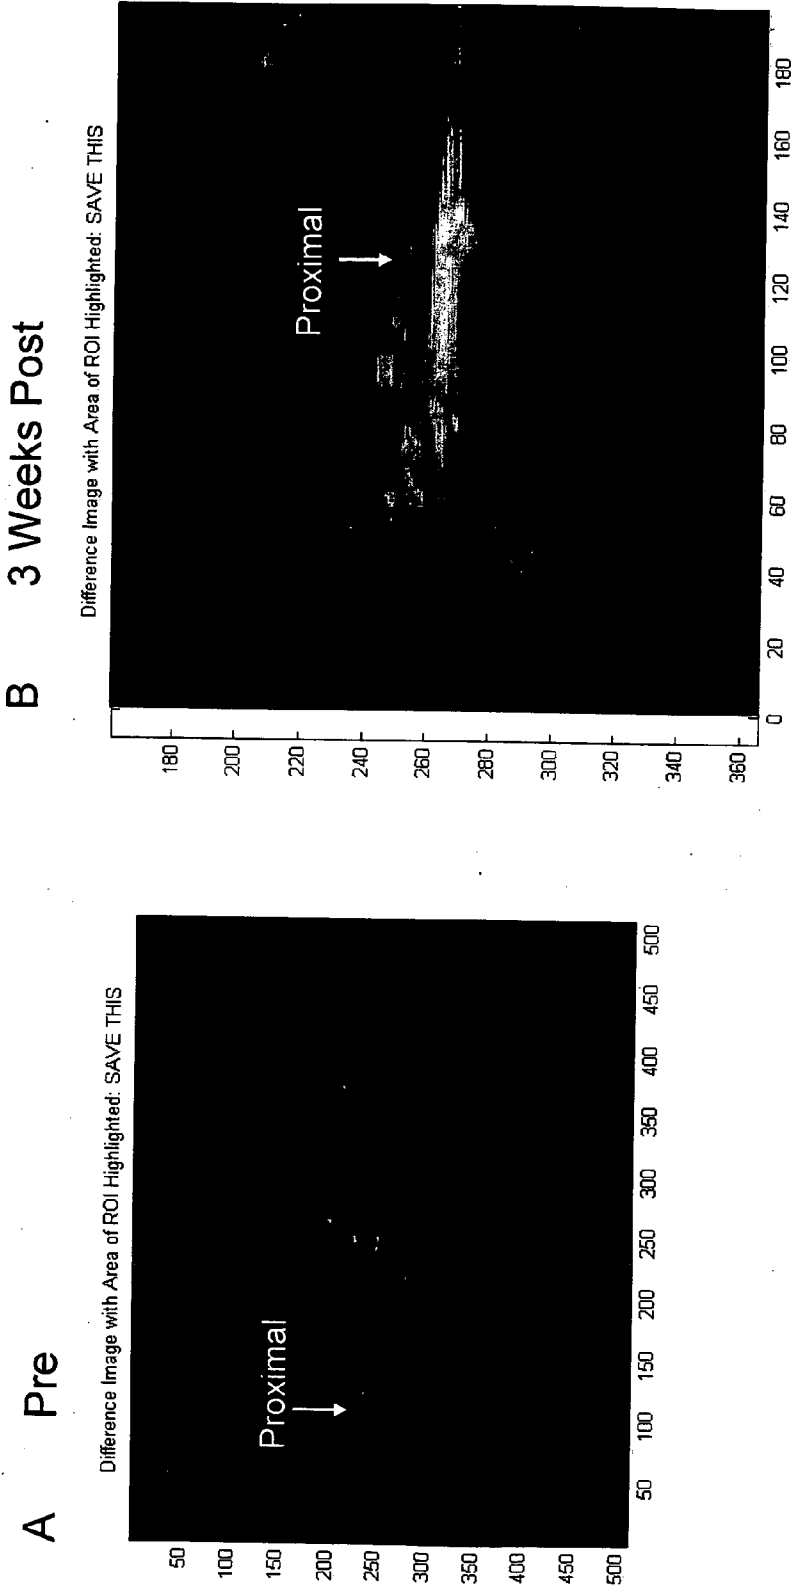 A Pre
Difference Image with Area of ROI Highlighted: SAVE THIS
Proximal
50
100
150
200
250
300
350
400
450
500
50 100 150 200 250 300 350 400 450 500
B 3 Weeks Post
Difference Image with Area of ROI Highlighted: SAVE THIS
Proximal
180
200
220
240
260
280
300
320
340
360
0 20 40 60 80 100 120 140 160 180